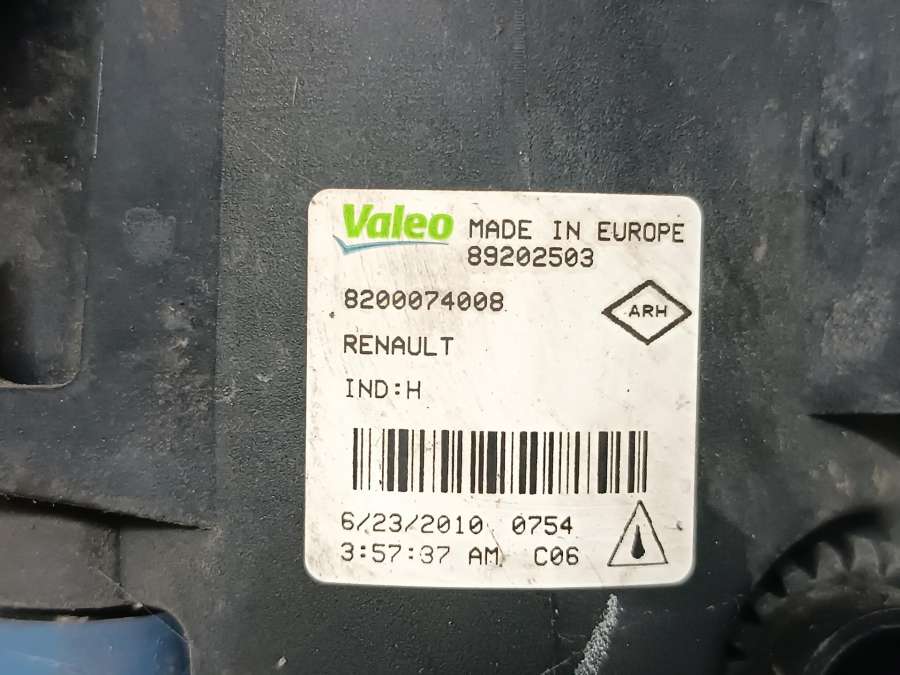 Valeo MADE IN EUROPE
89202503
8200074008
ARH
RENAULT
IND:H
6/23/2010 0754
3:57:37 AM C06